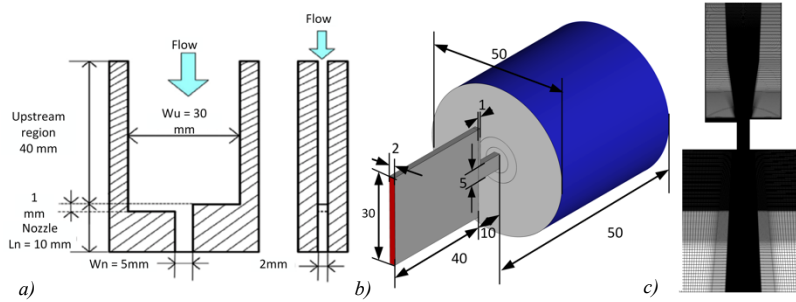 Flow
Wu = 30
mm
Upstream
region
40 mm
1
mm
Nozzle
Ln = 10 mm
Wn = 5mm
a)
Flow
2mm
b)
50
1
2
5
30
10
40
50
c)